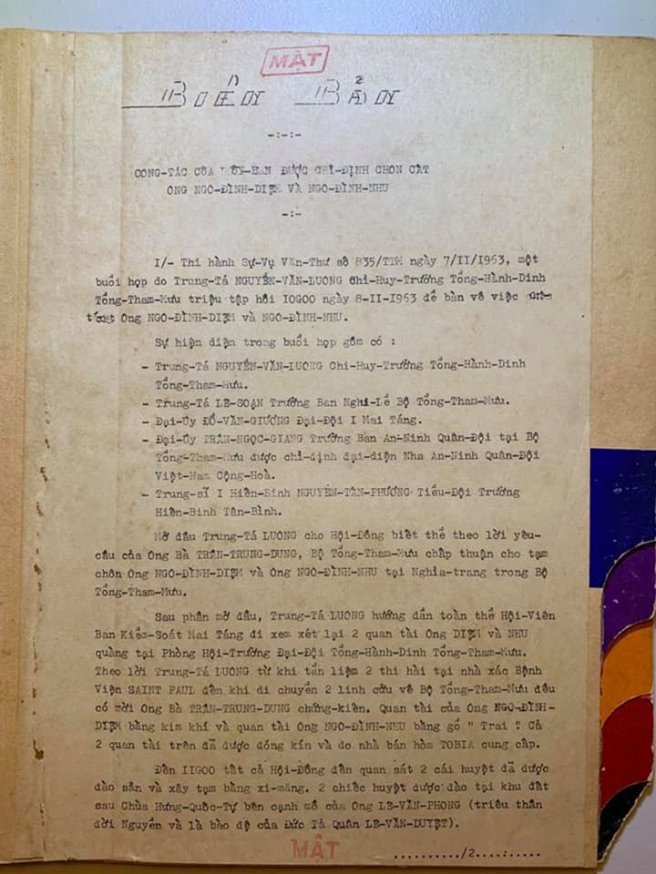 MẬT
BIÊN BẢN
-:-:-
CÔNG-TÁC CỦA ỦY-BAN ĐƯỢC CHỈ-ĐỊNH CHÔN CẤT
ÔNG NGÔ-ĐÌNH-DIỆM VÀ NGÔ-ĐÌNH-NHU
-:-
I/- Thi hành Sự-Vụ Văn-Thư số 835/TTM ngày 7/II/1963, một
buổi họp do Trung-Tá NGUYỄN-VĂN-LUÔNG Chỉ-Huy-Trưởng Tổng-Hành-Dinh
Tổng-Tham-Mưu triệu tập hồi IOGOO ngày 8-II-1963 để bàn về việc
táng Ông NGÔ-ĐÌNH-DIỆM và NGÔ-ĐÌNH-NHU.
Sự hiện diện trong buổi họp gồm có :
- Trung-Tá NGUYỄN-VĂN-LUÔNG Chỉ-Huy-Trưởng Tổng-Hành-Dinh
Tổng-Tham-Mưu.
- Trung-Tá LÊ-SOẠN Trưởng Ban Nghi-Lễ Bộ Tổng-Tham-Mưu.
- Đại-Úy ĐỖ-VĂN-GIƯỜNG Đại-Đội I Mai Táng.
- Đại-Úy TRẦN-NGỌC-GIANG Trưởng Ban An-Ninh Quân-Đội tại Bộ
Tổng-Tham-Mưu được chỉ-định đại-diện Nha An-Ninh Quân-Đội
Việt-Nam Cộng-Hoà.
- Trung-sĩ I Hiến-Binh NGUYỄN-TẤN-PHƯƠNG Tiểu-Đội Trưởng
Hiến-Binh Tân-Bình.
Mở đầu Trung-Tá LUÔNG cho Hội-Đồng biết thể theo lời yêu-
cầu của Ông Bà TRẦN-TRUNG-DUNG, Bộ Tổng-Tham-Mưu chấp thuận cho tạm
chôn Ông NGÔ-ĐÌNH-DIỆM và Ông NGÔ-ĐÌNH-NHU tại Nghĩa-trang trong Bộ
Tổng-Tham-Mưu.
Sau phần mở đầu, Trung-Tá LUÔNG hướng dẫn toàn thể Hội-Viên
Ban Kiểm-Soát Mai Táng đi xem xét lại 2 quan tài Ông DIỆM và NHU
quàng tại Phòng Hội-Trường Đại-Đội Tổng-Hành-Dinh Tổng-Tham-Mưu.
Theo lời Trung-Tá LUÔNG từ khi tẩn liệm 2 thi hài tại nhà xác Bệnh
Viện SAINT PAUL đến khi di chuyển 2 linh cửu về Bộ Tổng-Tham-Mưu đều
có mời Ông Bà TRẦN-TRUNG-DUNG chứng-kiến. Quan tài của Ông NGÔ-ĐÌNH-
DIỆM bằng kim khí và quan tài Ông NGÔ-ĐÌNH-NHU bằng gổ " Trai " Cả
2 quan tài trên đã được đóng kín và do nhà bán hòm TOBIA cung cấp.
Đến IIGOO tất cả Hội-Đồng đến quan sát 2 cái huyệt đã được
đào sẳn và xây tạm bằng xi-măng. 2 chiếc huyệt được đào tại khu đất
sau Chùa Hưng-Quốc-Tự bên cạnh mồ của Ông LÊ-VĂN-PHONG (triều thần
đời Nguyễn và là bào đệ của Đức Tả Quân LÊ-VĂN-DUYỆT).
MẬT
........../2....:.....